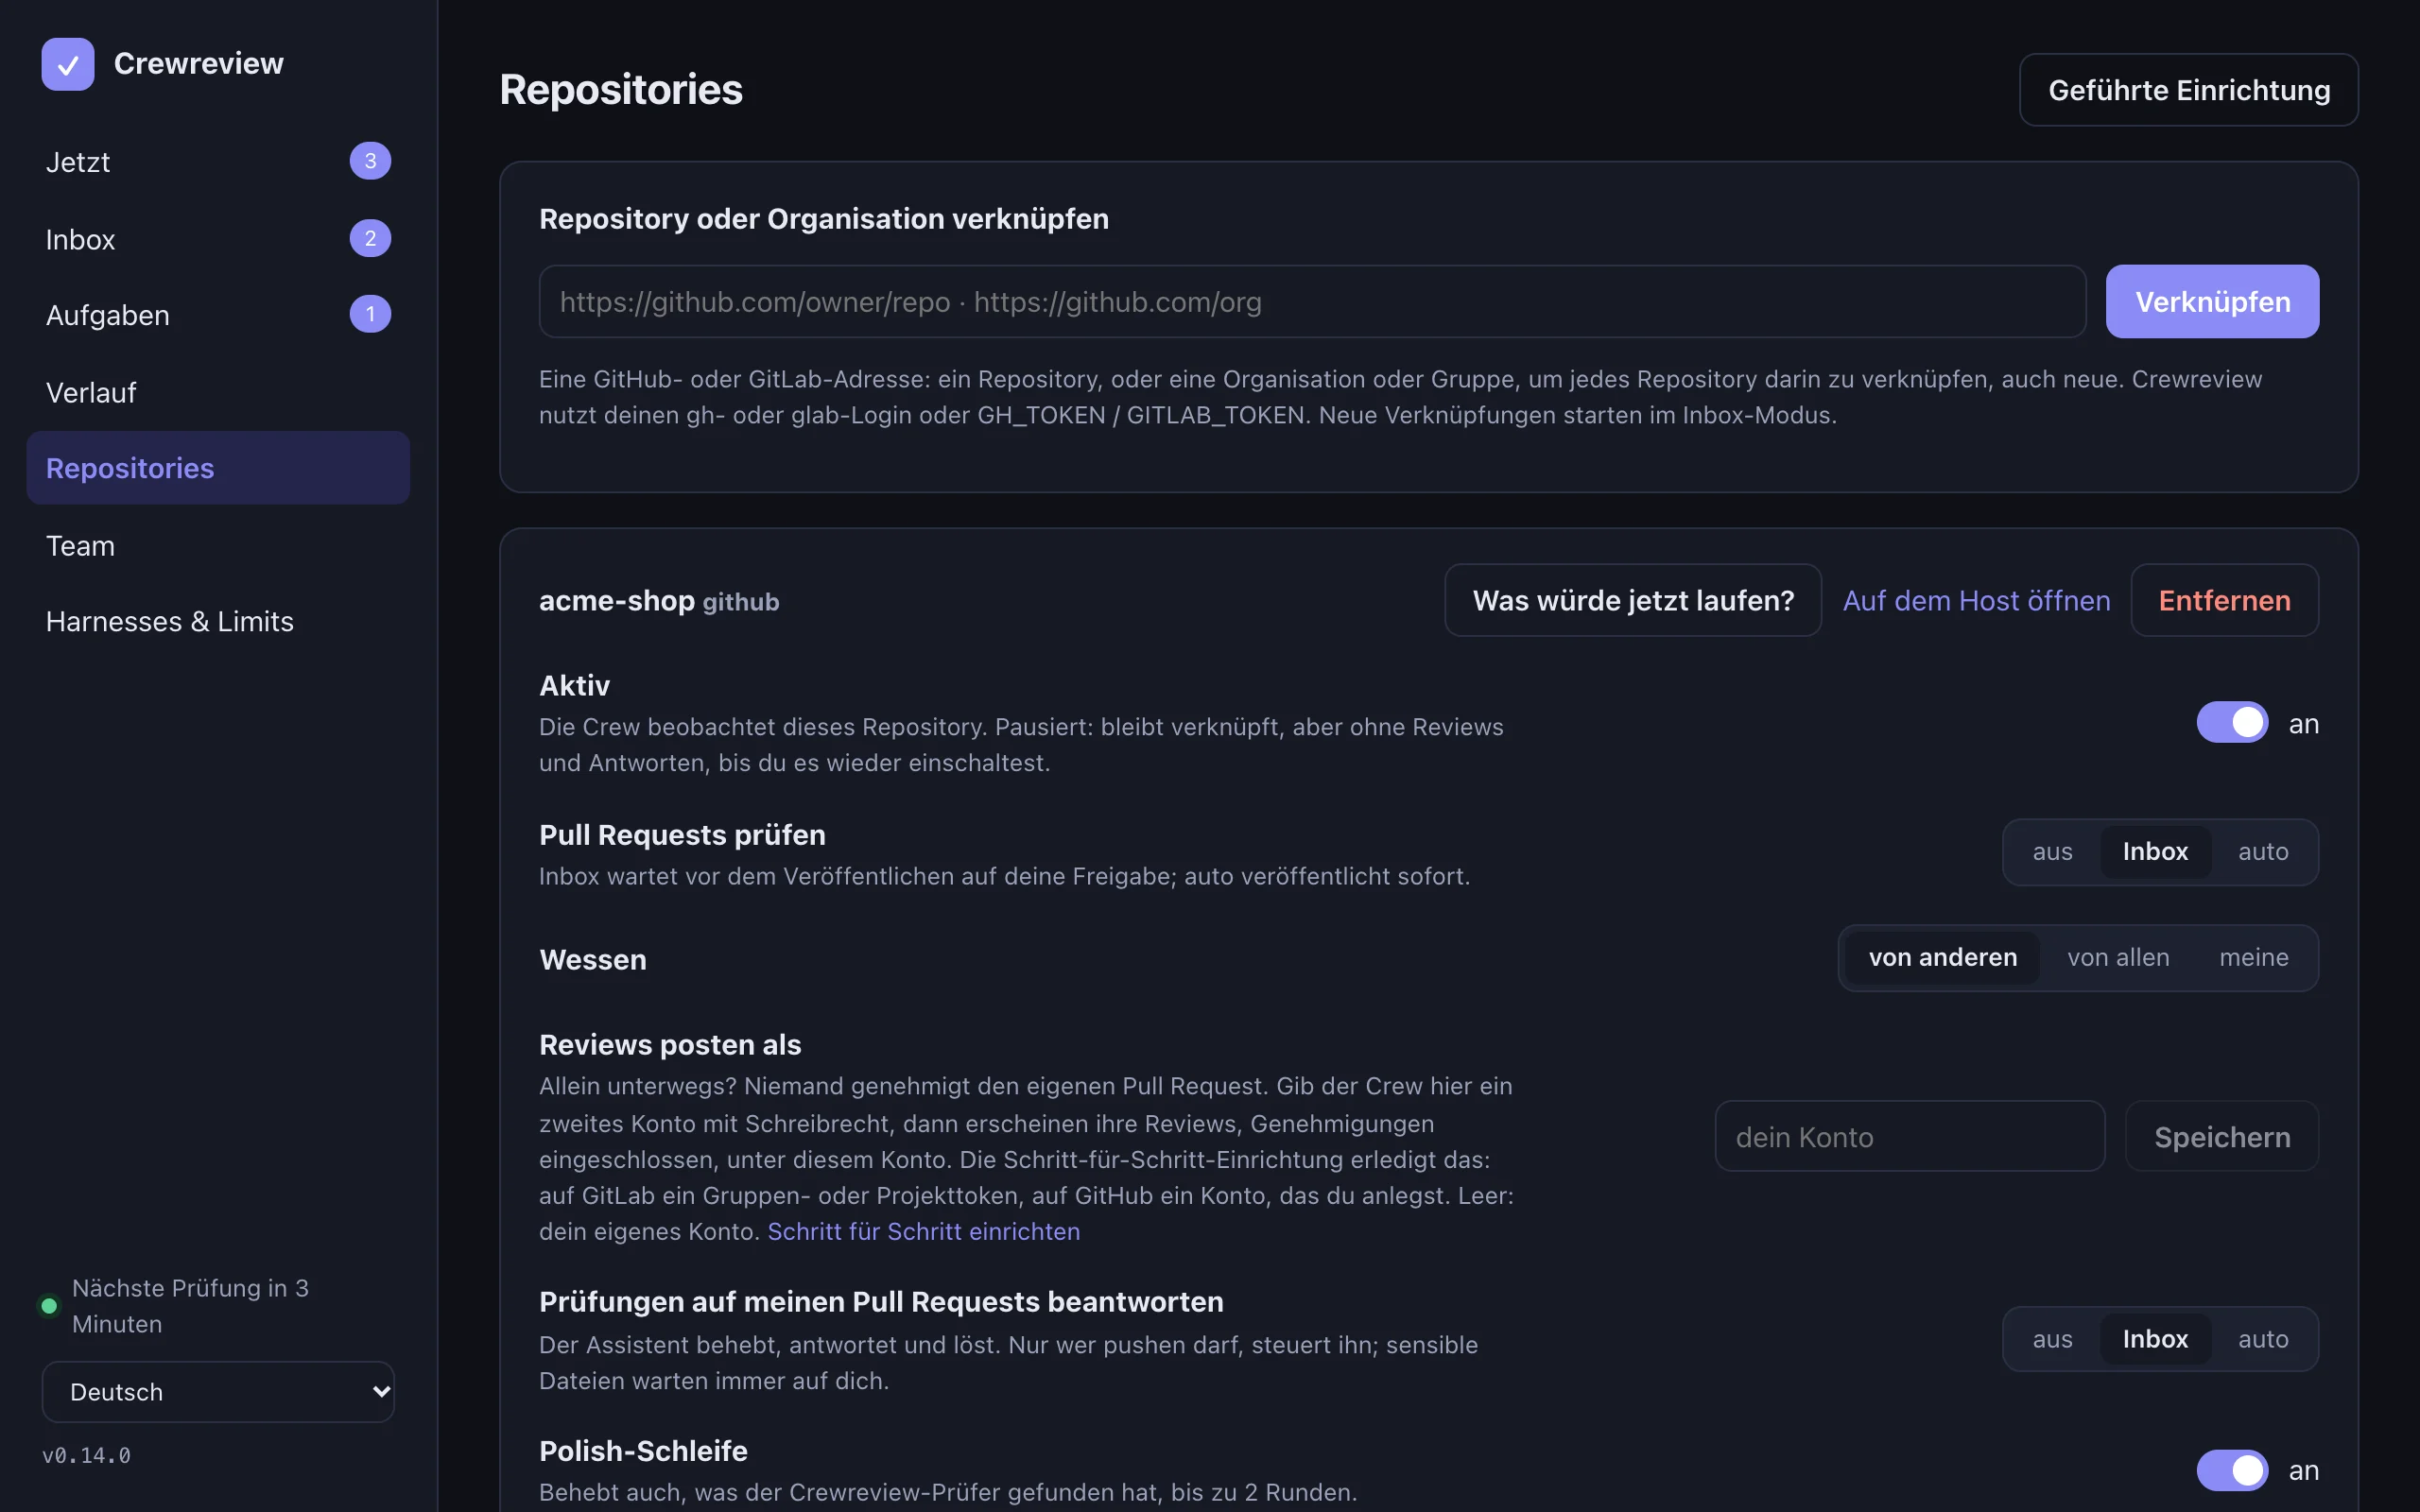 Crewreview
Jetzt
3
Inbox
2
Aufgaben
1
Verlauf
Repositories
Team
Harnesses & Limits
Nächste Prüfung in 3
Minuten
Deutsch
v0.14.0
Repositories
Geführte Einrichtung
Repository oder Organisation verknüpfen
https://github.com/owner/repo · https://github.com/org
Verknüpfen
Eine GitHub- oder GitLab-Adresse: ein Repository, oder eine Organisation oder Gruppe, um jedes Repository darin zu verknüpfen, auch neue. Crewreview
nutzt deinen gh- oder glab-Login oder GH_TOKEN / GITLAB_TOKEN. Neue Verknüpfungen starten im Inbox-Modus.
acme-shop github
Was würde jetzt laufen?
Auf dem Host öffnen
Entfernen
Aktiv
Die Crew beobachtet dieses Repository. Pausiert: bleibt verknüpft, aber ohne Reviews
und Antworten, bis du es wieder einschaltest.
an
Pull Requests prüfen
Inbox wartet vor dem Veröffentlichen auf deine Freigabe; auto veröffentlicht sofort.
aus Inbox auto
Wessen
von anderen von allen meine
Reviews posten als
Allein unterwegs? Niemand genehmigt den eigenen Pull Request. Gib der Crew hier ein
zweites Konto mit Schreibrecht, dann erscheinen ihre Reviews, Genehmigungen
eingeschlossen, unter diesem Konto. Die Schritt-für-Schritt-Einrichtung erledigt das:
auf GitLab ein Gruppen- oder Projekttoken, auf GitHub ein Konto, das du anlegst. Leer:
dein eigenes Konto. Schritt für Schritt einrichten
dein Konto
Speichern
Prüfungen auf meinen Pull Requests beantworten
Der Assistent behebt, antwortet und löst. Nur wer pushen darf, steuert ihn; sensible
Dateien warten immer auf dich.
aus Inbox auto
Polish-Schleife
Behebt auch, was der Crewreview-Prüfer gefunden hat, bis zu 2 Runden.
an